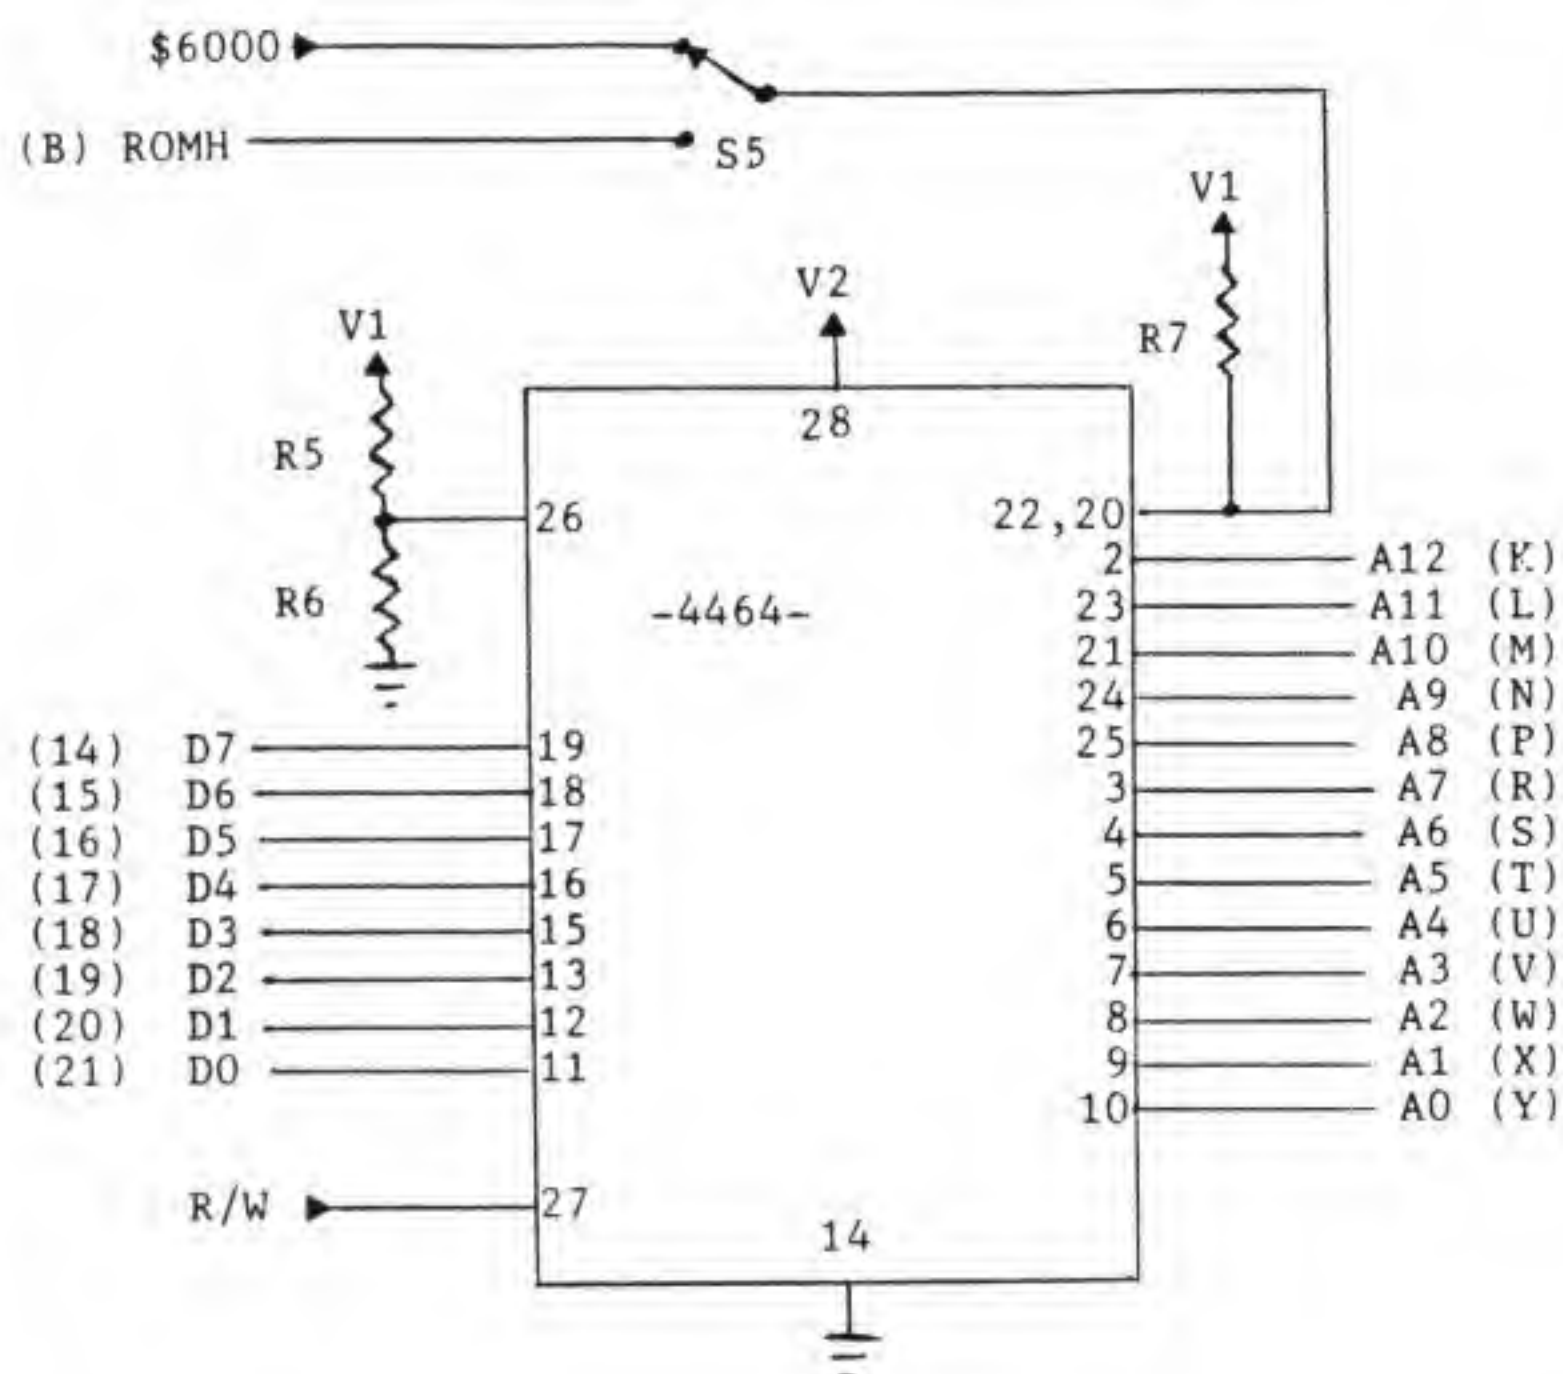 $6000
(B) ROMH
S5
V1
V2
V1
R7
R5
28
26
22,20
2 A12 (K)
R6
-4464-
23 A11 (L)
21 A10 (M)
24 A9 (N)
(14) D7 19
25 A8 (P)
(15) D6 18
3 A7 (R)
(16) D5 17
4 A6 (S)
(17) D4 16
5 A5 (T)
(18) D3 15
6 A4 (U)
(19) D2 13
7 A3 (V)
(20) D1 12
8 A2 (W)
(21) D0 11
9 A1 (X)
10 A0 (Y)
R/W 27
14